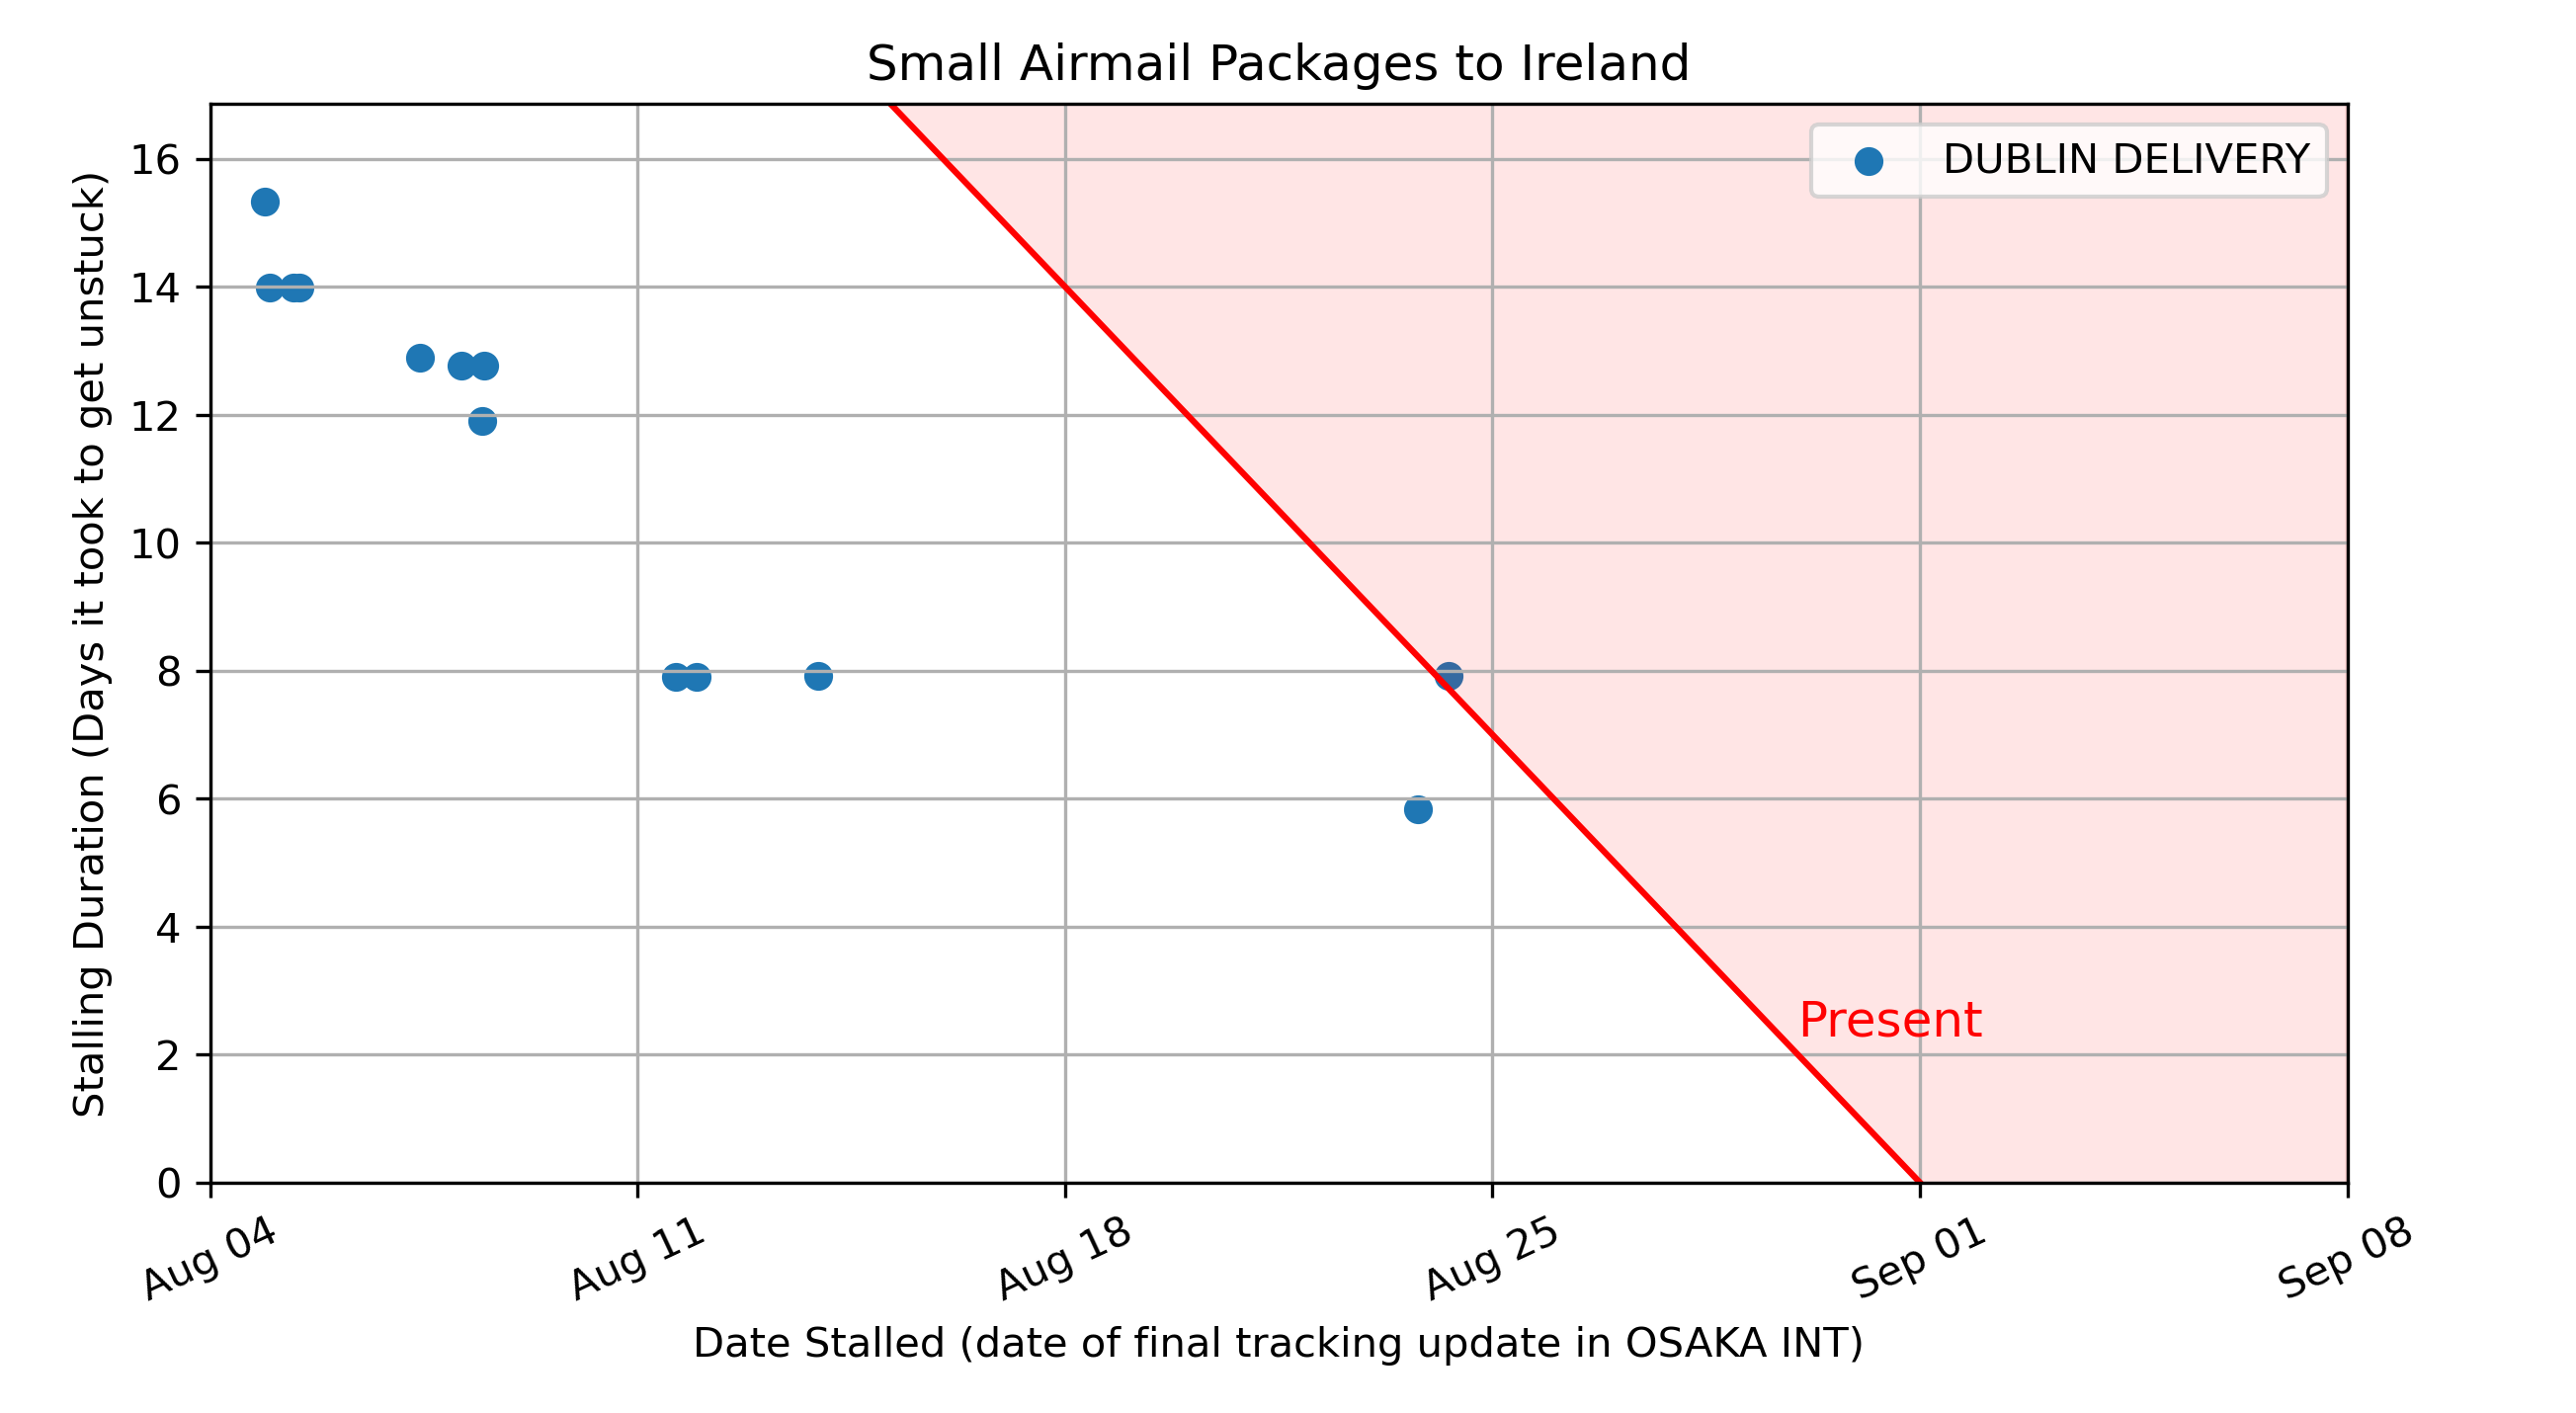 Small Airmail Packages to Ireland
DUBLIN DELIVERY
Stalling Duration (Days it took to get unstuck)
16
14
12
10
8
6
4
2
0
Present
Aug 04
Aug 11
Aug 18
Aug 25
Sep 01
Sep 08
Date Stalled (date of final tracking update in OSAKA INT)